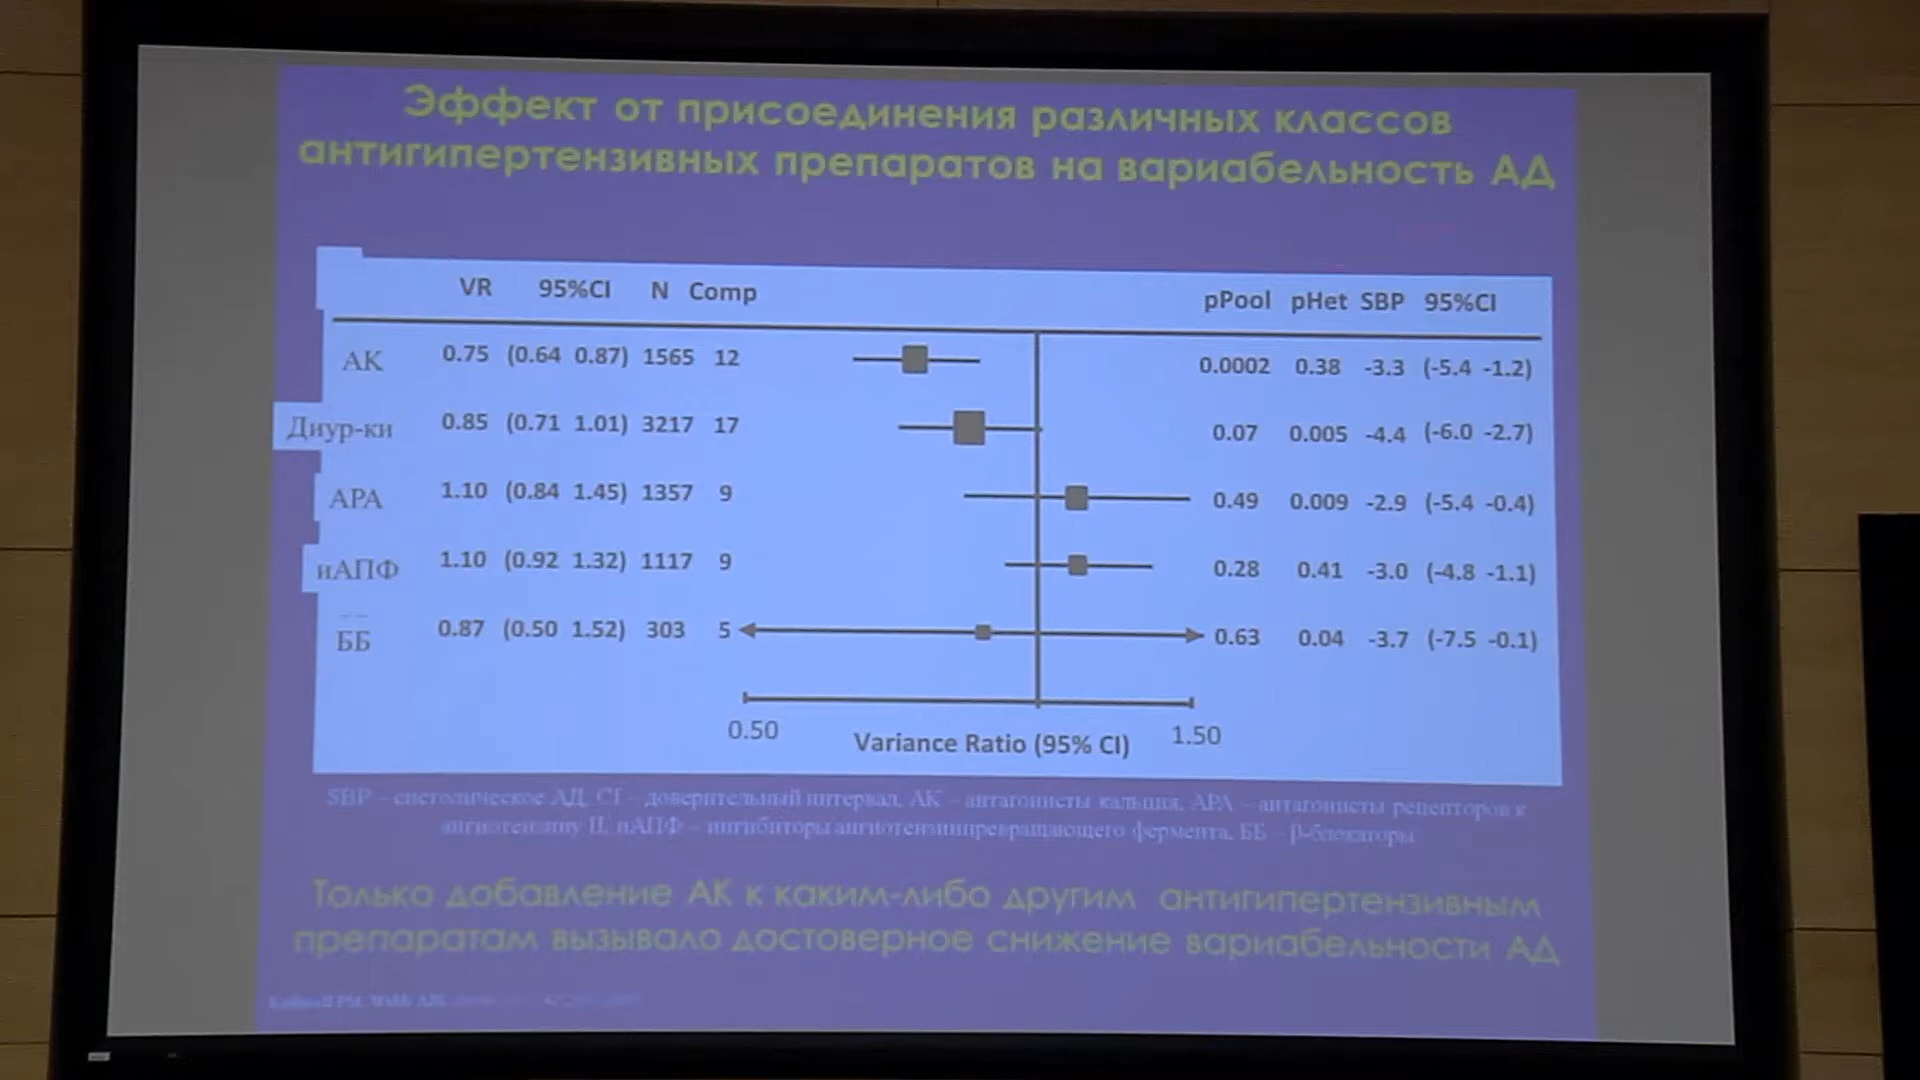 Эффект от присоединения различных классов
антигипертензивных препаратов на вариабельность АД
VR 95%CI N Comp pPool pHet SBP 95%CI
АК 0.75 (0.64 0.87) 1565 12 0.0002 0.38 -3.3 (-5.4 -1.2)
Диур-ки 0.85 (0.71 1.01) 3217 17 0.07 0.005 -4.4 (-6.0 -2.7)
АРА 1.10 (0.84 1.45) 1357 9 0.49 0.009 -2.9 (-5.4 -0.4)
иАПФ 1.10 (0.92 1.32) 1117 9 0.28 0.41 -3.0 (-4.8 -1.1)
ББ 0.87 (0.50 1.52) 303 5 0.63 0.04 -3.7 (-7.5 -0.1)
0.50 Variance Ratio (95% CI) 1.50
SBP – систолическое АД, CI – доверительный интервал, АК – антагонисты кальция, АРА – антагонисты рецепторов к
ангиотензину II, иАПФ – ингибиторы ангиотензинпревращающего фермента, ББ – β-блокаторы
Только добавление АК к каким-либо другим антигипертензивным
препаратам вызывало достоверное снижение вариабельности АД